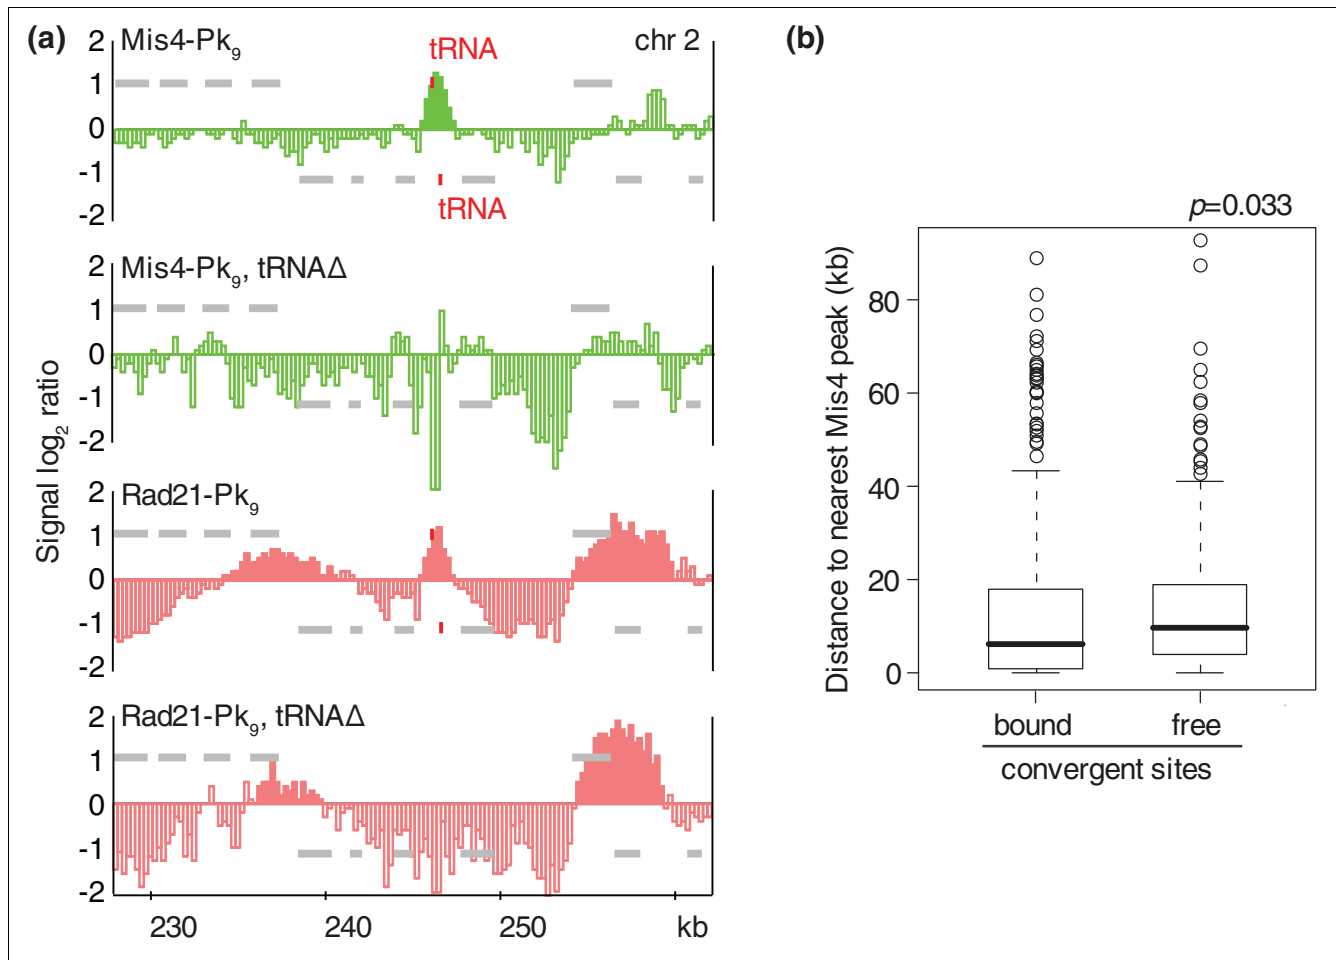 (a)
Mis4-Pk9
chr 2
tRNA
2
1
0
-1
-2
tRNA
Mis4-Pk9, tRNAΔ
2
1
0
-1
-2
Rad21-Pk9
2
1
0
-1
-2
Rad21-Pk9, tRNAΔ
2
1
0
-1
-2
Signal log2 ratio
230
240
250
kb
(b)
p=0.033
Distance to nearest Mis4 peak (kb)
80
60
40
20
0
bound
free
convergent sites